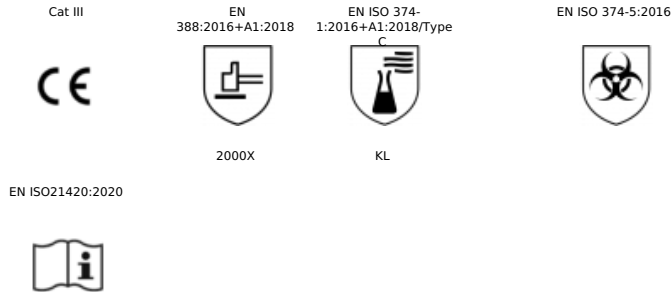 Cat III
EN
388:2016+A1:2018
EN ISO 374-
1:2016+A1:2018/Type
C
EN ISO 374-5:2016
CE
2000X
KL
EN ISO21420:2020
i